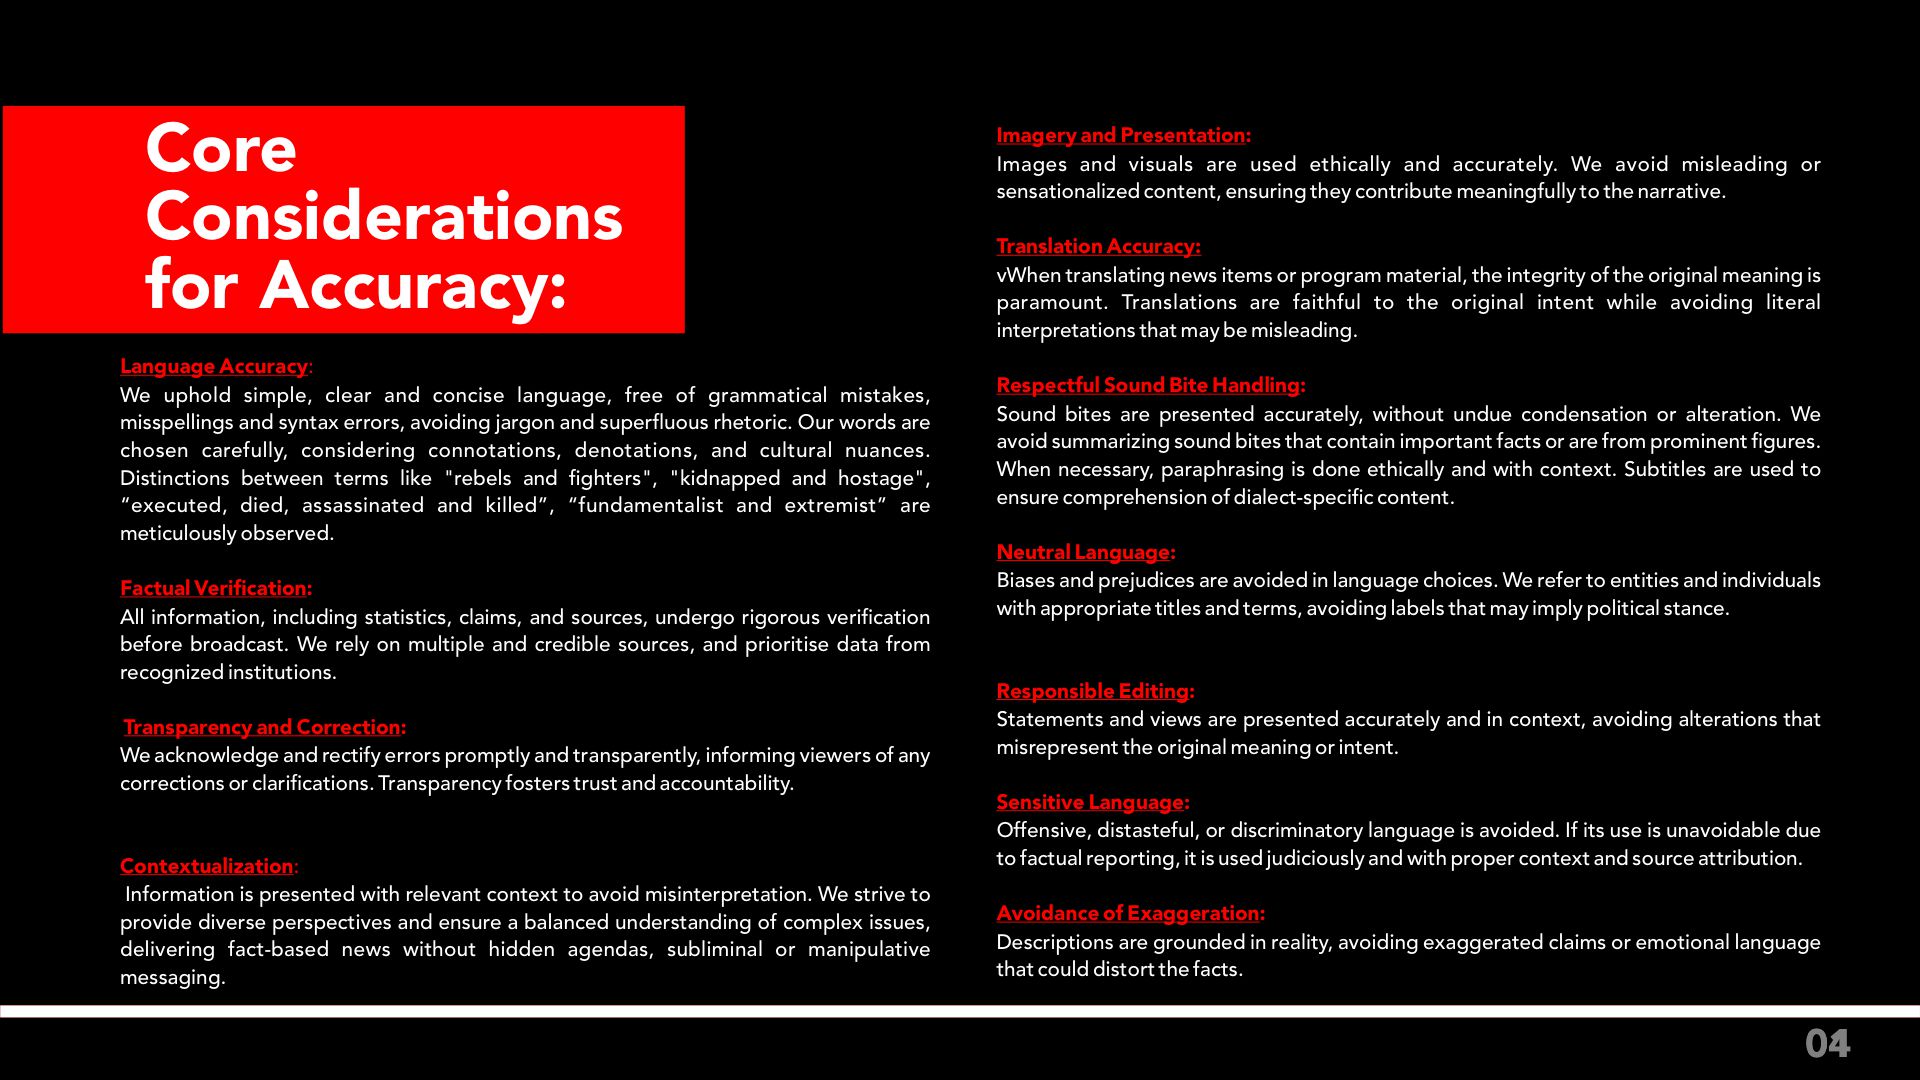 Core
Considerations
for Accuracy:
Language Accuracy:
We uphold simple, clear and concise language, free of grammatical mistakes,
misspellings and syntax errors, avoiding jargon and superfluous rhetoric. Our words are
chosen carefully, considering connotations, denotations, and cultural nuances.
Distinctions between terms like "rebels and fighters", "kidnapped and hostage",
“executed, died, assassinated and killed”, “fundamentalist and extremist” are
meticulously observed.
Factual Verification:
All information, including statistics, claims, and sources, undergo rigorous verification
before broadcast. We rely on multiple and credible sources, and prioritise data from
recognized institutions.
Transparency and Correction:
We acknowledge and rectify errors promptly and transparently, informing viewers of any
corrections or clarifications. Transparency fosters trust and accountability.
Contextualization:
Information is presented with relevant context to avoid misinterpretation. We strive to
provide diverse perspectives and ensure a balanced understanding of complex issues,
delivering fact-based news without hidden agendas, subliminal or manipulative
messaging.
Imagery and Presentation:
Images and visuals are used ethically and accurately. We avoid misleading or
sensationalized content, ensuring they contribute meaningfully to the narrative.
Translation Accuracy:
vWhen translating news items or program material, the integrity of the original meaning is
paramount. Translations are faithful to the original intent while avoiding literal
interpretations that may be misleading.
Respectful Sound Bite Handling:
Sound bites are presented accurately, without undue condensation or alteration. We
avoid summarizing sound bites that contain important facts or are from prominent figures.
When necessary, paraphrasing is done ethically and with context. Subtitles are used to
ensure comprehension of dialect-specific content.
Neutral Language:
Biases and prejudices are avoided in language choices. We refer to entities and individuals
with appropriate titles and terms, avoiding labels that may imply political stance.
Responsible Editing:
Statements and views are presented accurately and in context, avoiding alterations that
misrepresent the original meaning or intent.
Sensitive Language:
Offensive, distasteful, or discriminatory language is avoided. If its use is unavoidable due
to factual reporting, it is used judiciously and with proper context and source attribution.
Avoidance of Exaggeration:
Descriptions are grounded in reality, avoiding exaggerated claims or emotional language
that could distort the facts.
04